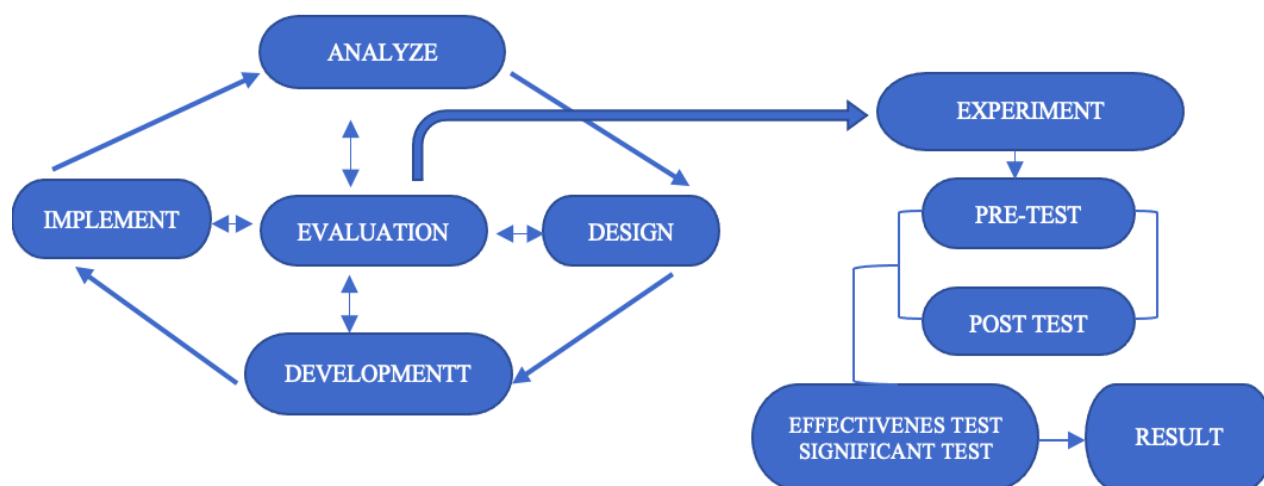 ANALYZE
EXPERIMENT
IMPLEMENT
EVALUATION
DESIGN
PRE-TEST
POST TEST
DEVELOPMENTT
EFFECTIVENES TEST
SIGNIFICANT TEST
RESULT